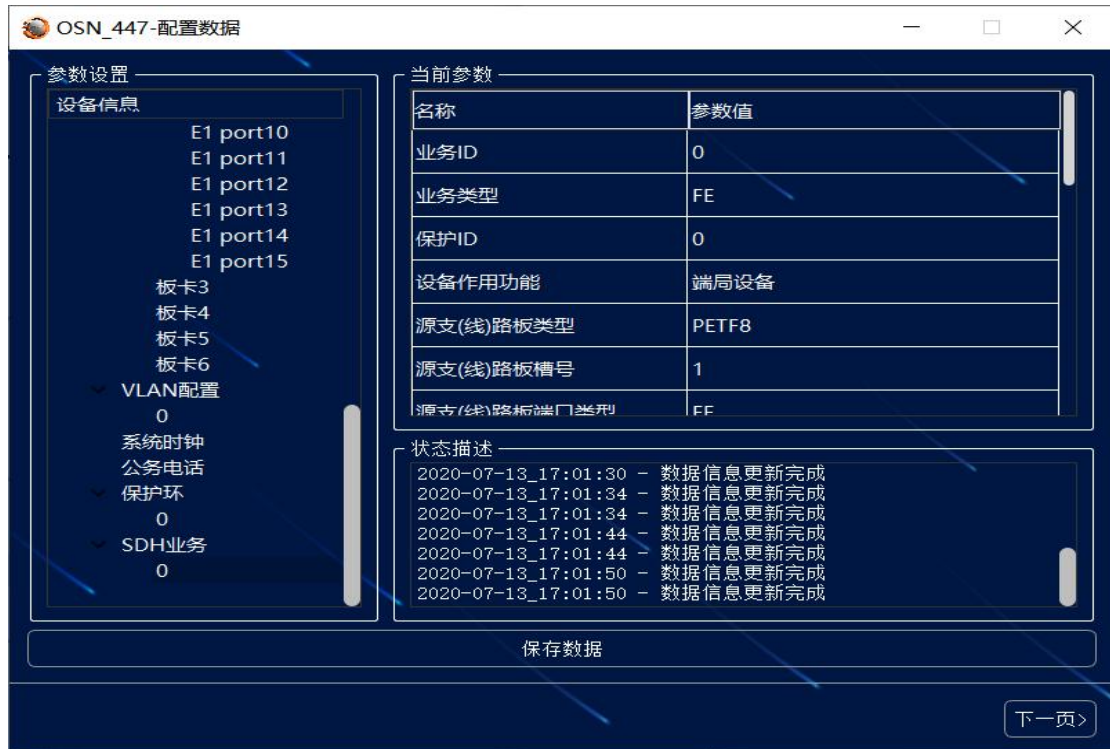 OSN_447-配置数据
参数设置
设备信息
E1 port10
E1 port11
E1 port12
E1 port13
E1 port14
E1 port15
板卡3
板卡4
板卡5
板卡6
VLAN配置
0
系统时钟
公务电话
保护环
0
SDH业务
0
当前参数
名称 参数值
业务ID 0
业务类型 FE
保护ID 0
设备作用功能 端局设备
源支(线)路板类型 PETF8
源支(线)路板槽号 1
源支(线)路板端口类型 FE
状态描述
2020-07-13_17:01:30 - 数据信息更新完成
2020-07-13_17:01:34 - 数据信息更新完成
2020-07-13_17:01:34 - 数据信息更新完成
2020-07-13_17:01:44 - 数据信息更新完成
2020-07-13_17:01:44 - 数据信息更新完成
2020-07-13_17:01:50 - 数据信息更新完成
2020-07-13_17:01:50 - 数据信息更新完成
保存数据
下一页>